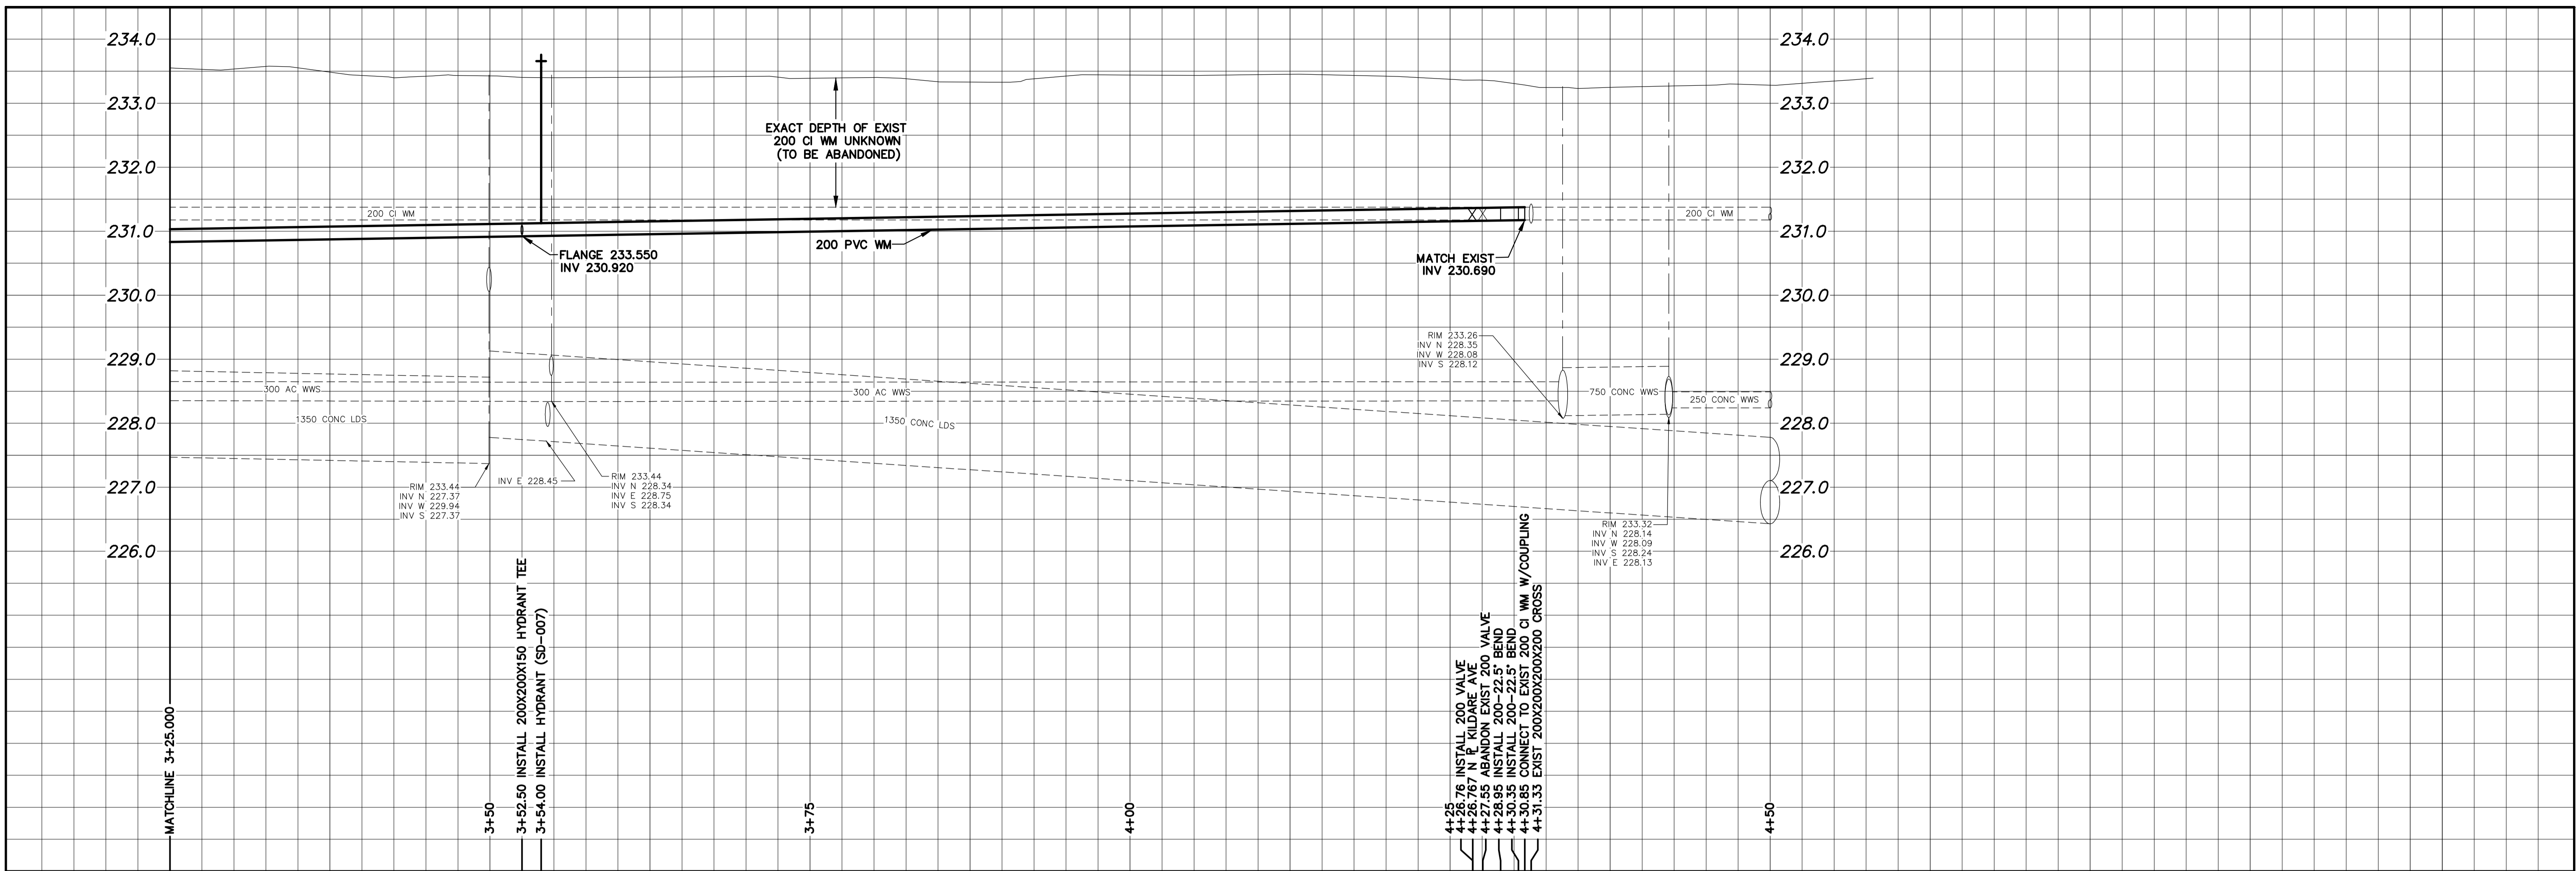 234.0
233.0
232.0
231.0
230.0
229.0
228.0
227.0
226.0
234.0
233.0
232.0
231.0
230.0
229.0
228.0
227.0
226.0
EXACT DEPTH OF EXIST
200 CI WM UNKNOWN
(TO BE ABANDONED)
200 CI WM
200 CI WM
FLANGE 233.550
INV 230.920
200 PVC WM
MATCH EXIST
INV 230.690
RIM 233.26
INV N 228.35
INV W 228.08
INV S 228.12
300 AC WWS
300 AC WWS
750 CONC WWS
250 CONC WWS
1350 CONC LDS
1350 CONC LDS
RIM 233.44
INV N 227.37
INV W 229.94
INV S 227.37
INV E 228.45
RIM 233.44
INV N 228.34
INV E 228.75
INV S 228.34
RIM 233.32
INV N 228.14
INV W 228.09
INV S 228.24
INV E 228.13
MATCHLINE 3+25.000
3+50
3+52.50 INSTALL 200X200X150 HYDRANT TEE
3+54.00 INSTALL HYDRANT (SD-007)
3+75
4+00
4+25
4+26.76 INSTALL 200 VALVE
4+26.767 N PL KILDARE AVE
4+27.55 ABANDON EXIST 200 VALVE
4+28.95 INSTALL 200-22.5° BEND
4+30.35 INSTALL 200-22.5° BEND
4+30.85 CONNECT TO EXIST 200 CI WM W/COUPLING
4+31.33 EXIST 200X200X200X200 CROSS
4+50